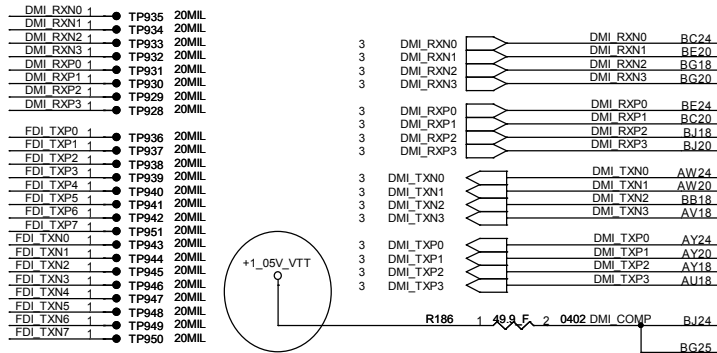 DMI_RXN0 1 TP935 20MIL
DMI_RXN1 1 TP934 20MIL
DMI_RXN2 1 TP933 20MIL
DMI_RXN3 1 TP932 20MIL
DMI_RXP0 1 TP931 20MIL
DMI_RXP1 1 TP930 20MIL
DMI_RXP2 1 TP929 20MIL
DMI_RXP3 1 TP928 20MIL
FDI_TXP0 1 TP936 20MIL
FDI_TXP1 1 TP937 20MIL
FDI_TXP2 1 TP938 20MIL
FDI_TXP3 1 TP939 20MIL
FDI_TXP4 1 TP940 20MIL
FDI_TXP5 1 TP941 20MIL
FDI_TXP6 1 TP942 20MIL
FDI_TXP7 1 TP951 20MIL
FDI_TXN0 1 TP943 20MIL
FDI_TXN1 1 TP944 20MIL
FDI_TXN2 1 TP945 20MIL
FDI_TXN3 1 TP946 20MIL
FDI_TXN4 1 TP947 20MIL
FDI_TXN5 1 TP948 20MIL
FDI_TXN6 1 TP949 20MIL
FDI_TXN7 1 TP950 20MIL
3 DMI_RXN0 DMI_RXN0 BC24
3 DMI_RXN1 DMI_RXN1 BE20
3 DMI_RXN2 DMI_RXN2 BG18
3 DMI_RXN3 DMI_RXN3 BG20
3 DMI_RXP0 DMI_RXP0 BE24
3 DMI_RXP1 DMI_RXP1 BC20
3 DMI_RXP2 DMI_RXP2 BJ18
3 DMI_RXP3 DMI_RXP3 BJ20
3 DMI_TXN0 DMI_TXN0 AW24
3 DMI_TXN1 DMI_TXN1 AW20
3 DMI_TXN2 DMI_TXN2 BB18
3 DMI_TXN3 DMI_TXN3 AV18
3 DMI_TXP0 DMI_TXP0 AY24
3 DMI_TXP1 DMI_TXP1 AY20
3 DMI_TXP2 DMI_TXP2 AY18
3 DMI_TXP3 DMI_TXP3 AU18
+1_05V_VTT
R186 1 49.9_F 2 0402 DMI_COMP BJ24
BG25